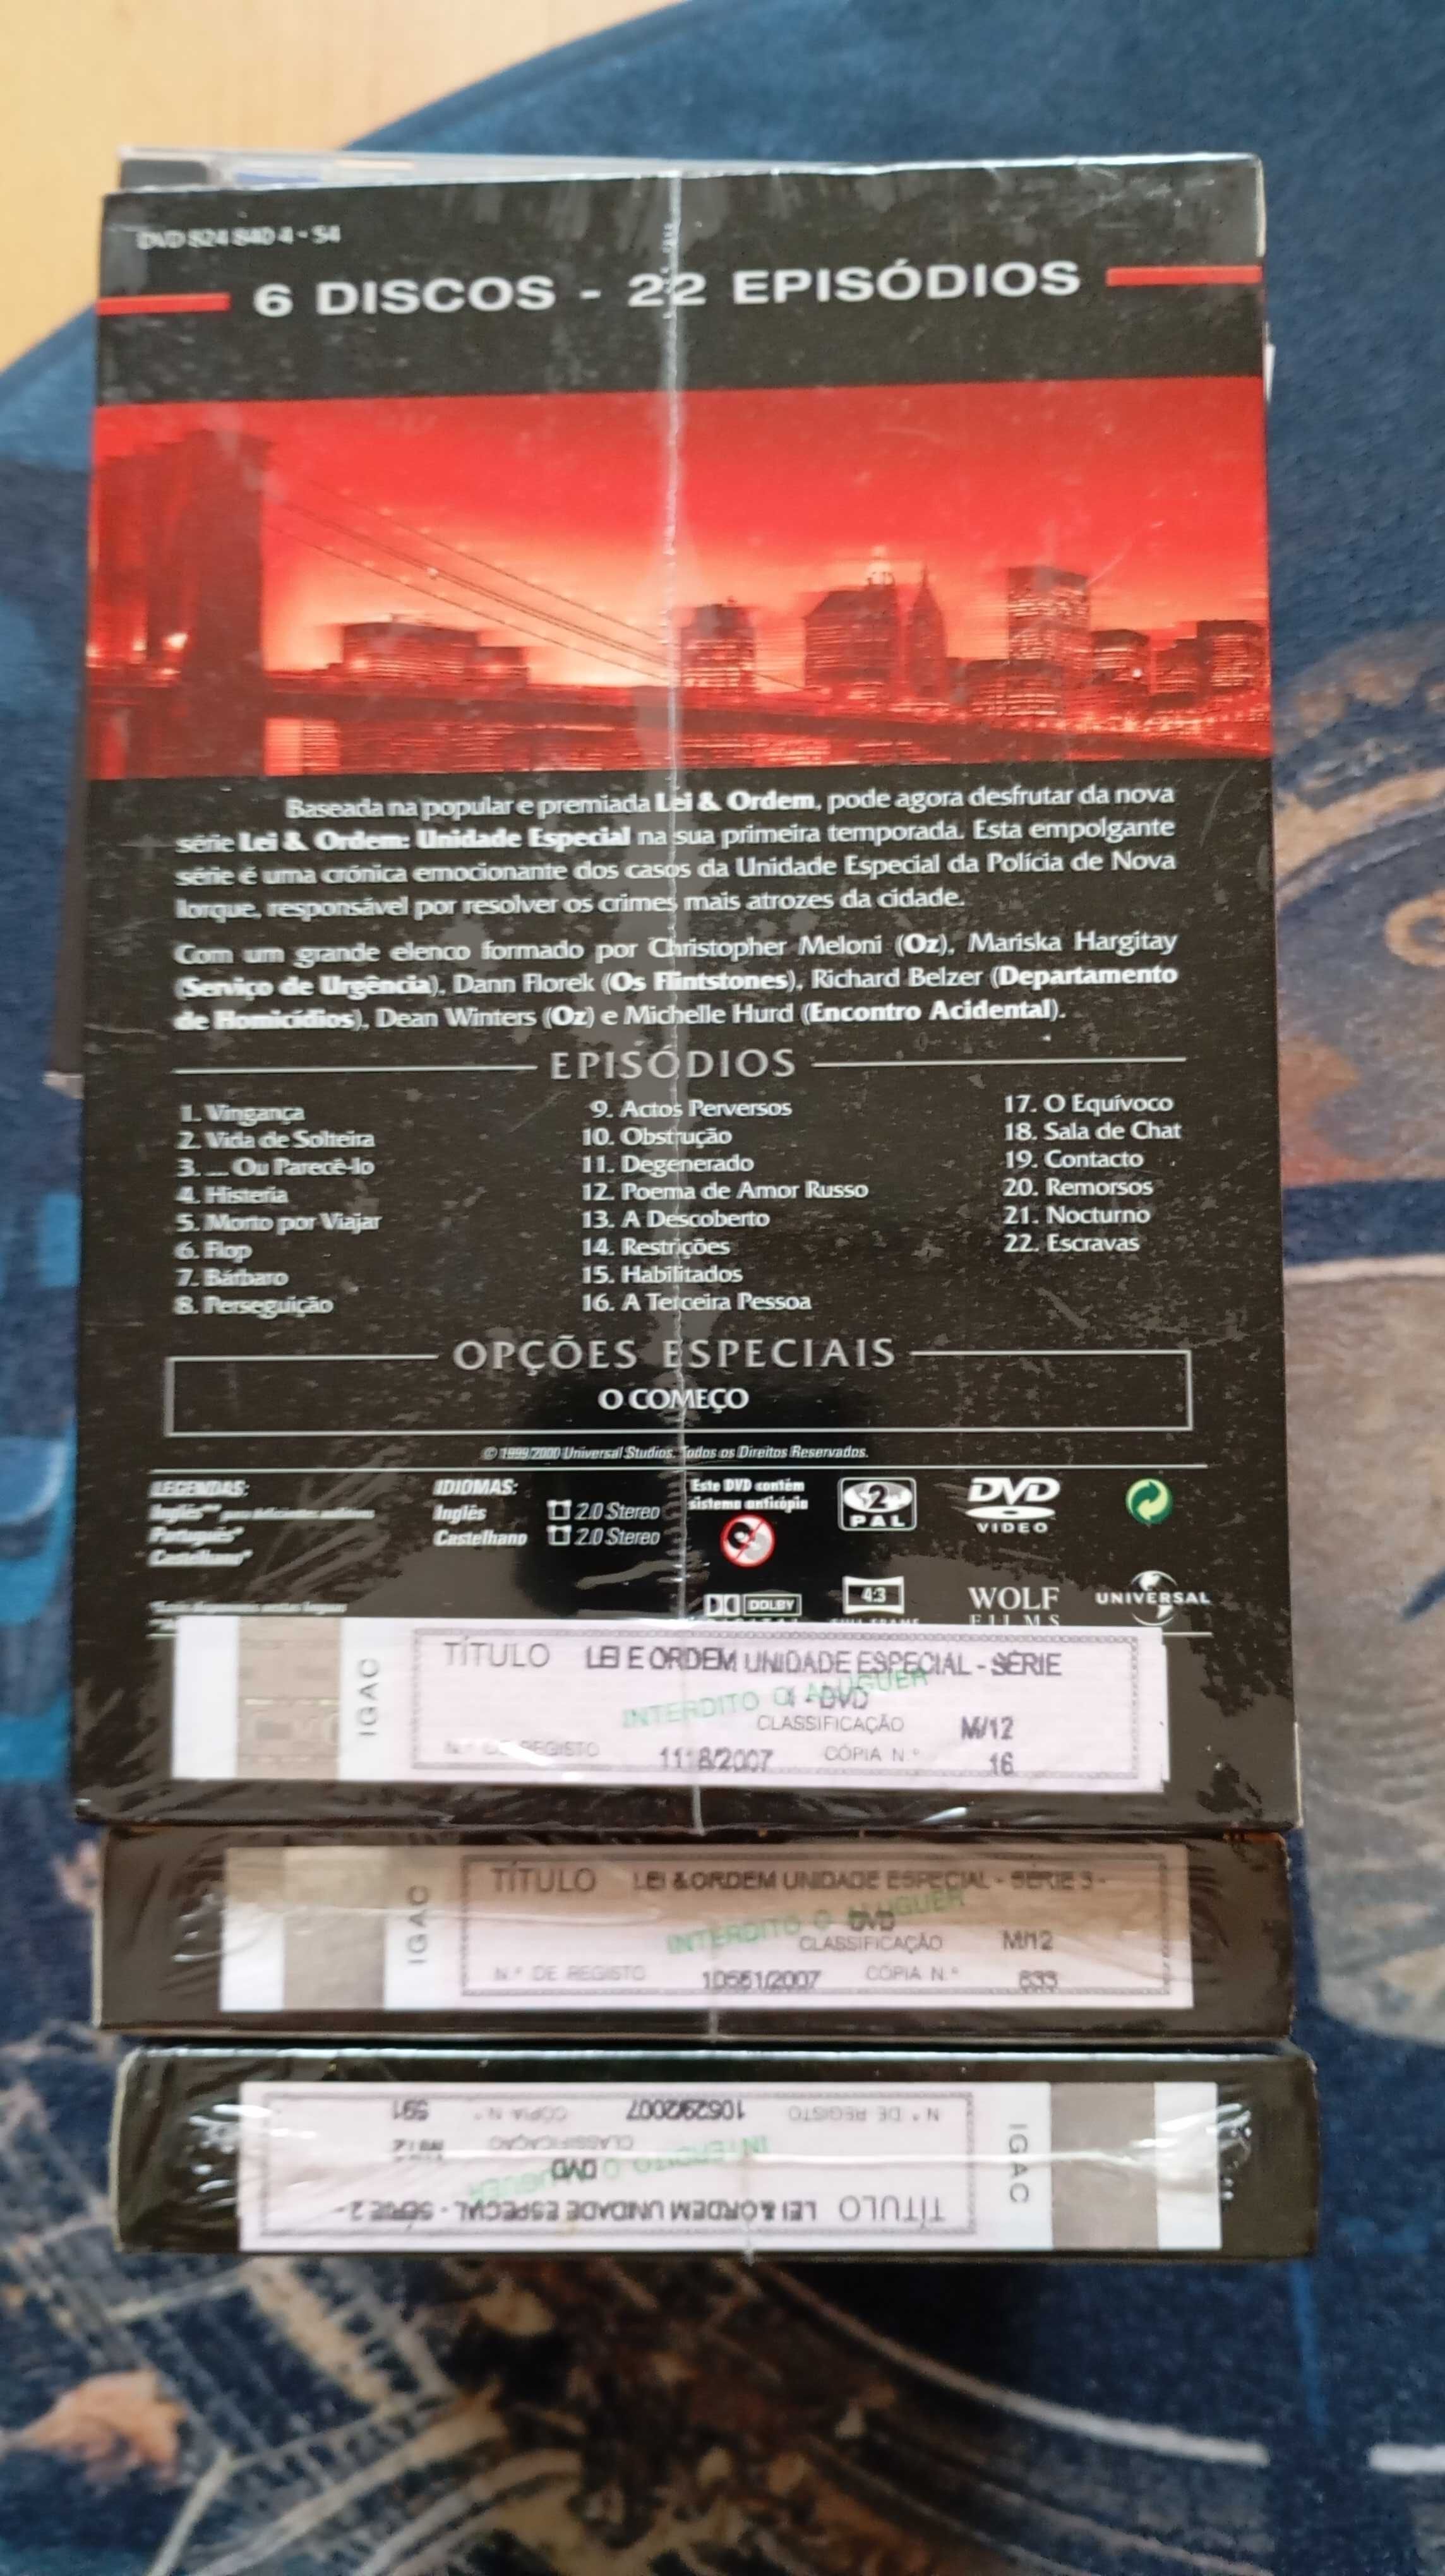 DVD 824 840 4 - 54
6 DISCOS - 22 EPISÓDIOS
Baseada na popular e premiada Lei & Ordem, pode agora desfrutar da nova
série Lei & Ordem: Unidade Especial na sua primeira temporada. Esta empolgante
série é uma crónica emocionante dos casos da Unidade Especial da Polícia de Nova
Iorque, responsável por resolver os crimes mais atrozes da cidade.
Com um grande elenco formado por Christopher Meloni (Oz), Mariska Hargitay
(Serviço de Urgência), Dann Florek (Os Flintstones), Richard Belzer (Departamento
de Homicídios), Dean Winters (Oz) e Michelle Hurd (Encontro Acidental).
EPISÓDIOS
1. Vingança
2. Vida de Solteira
3. ... Ou Parecê-lo
4. Histeria
5. Morto por Viajar
6. Flop
7. Bárbaro
8. Perseguição
9. Actos Perversos
10. Obstrução
11. Degenerado
12. Poema de Amor Russo
13. A Descoberto
14. Restrições
15. Habilitados
16. A Terceira Pessoa
17. O Equívoco
18. Sala de Chat
19. Contacto
20. Remorsos
21. Nocturno
22. Escravas
OPÇÕES ESPECIAIS
O COMEÇO
© 1999/2000 Universal Studios. Todos os Direitos Reservados.
LEGENDAS:
Inglês** para deficientes auditivos
Português*
Castelhano*
IDIOMAS:
Inglês 2.0 Stereo
Castelhano 2.0 Stereo
Este DVD contém
sistema anticópia
2
PAL
DVD
VIDEO
DOLBY
4:3
WOLF
FILMS
UNIVERSAL
IGAC
TÍTULO LEI E ORDEM UNIDADE ESPECIAL - SÉRIE
1 - DVD
INTERDITO O ALUGUER
CLASSIFICAÇÃO M/12
N.º DE REGISTO 1118/2007 CÓPIA N.º 16
IGAC
TÍTULO LEI & ORDEM UNIDADE ESPECIAL - SÉRIE 3 -
DVD
INTERDITO O ALUGUER
CLASSIFICAÇÃO M/12
N.º DE REGISTO 10551/2007 CÓPIA N.º 833
IGAC
TÍTULO LEI & ORDEM UNIDADE ESPECIAL - SÉRIE 2 -
DVD
INTERDITO O ALUGUER
CLASSIFICAÇÃO M/12
N.º DE REGISTO 10629/2007 CÓPIA N.º 591